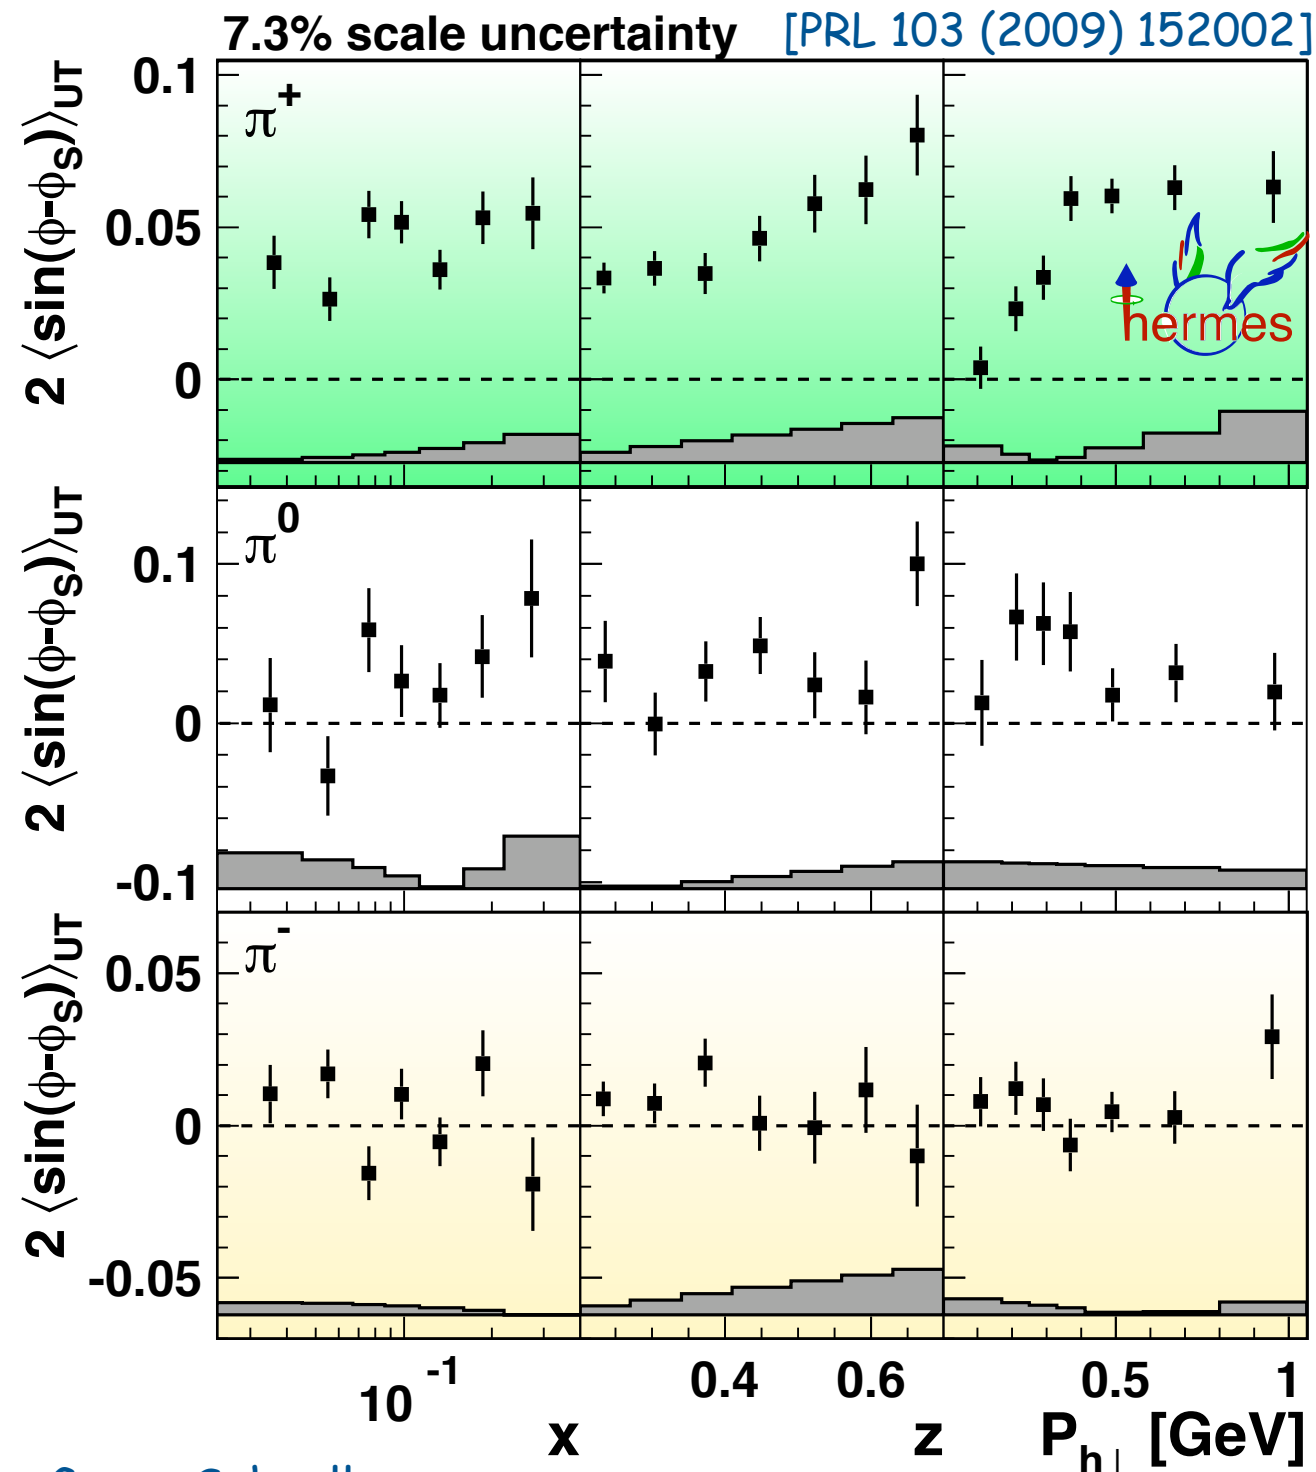 7.3% scale uncertainty [PRL 103 (2009) 152002]
2 ⟨sin(ϕ-ϕS)⟩UT
0.1
0.05
0
π+
hermes
2 ⟨sin(ϕ-ϕS)⟩UT
0.1
0
-0.1
π0
2 ⟨sin(ϕ-ϕS)⟩UT
0.05
0
-0.05
π-
10-1 0.4 0.6 0.5 1
x z Ph⊥ [GeV]